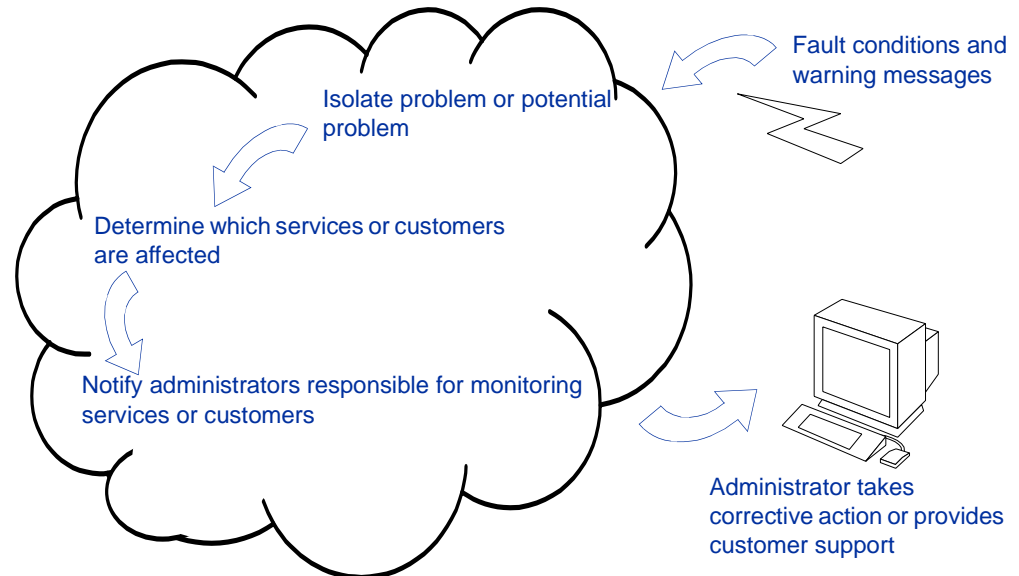 Fault conditions and
warning messages
Isolate problem or potential
problem
Determine which services or customers
are affected
Notify administrators responsible for monitoring
services or customers
Administrator takes
corrective action or provides
customer support